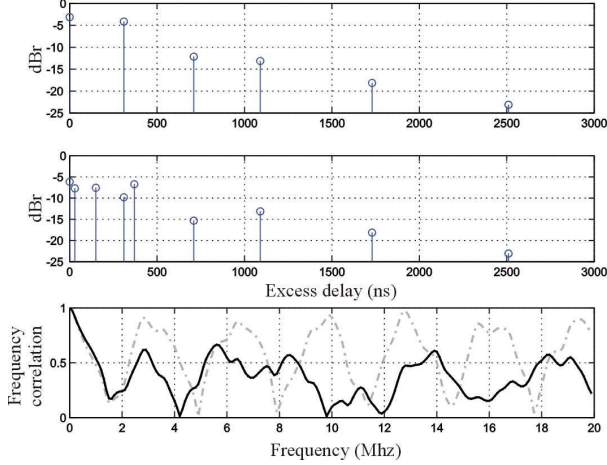 0
-5
-10
-15
-20
-25
dBr
0 500 1000 1500 2000 2500 3000
0
-5
-10
-15
-20
-25
dBr
0 500 1000 1500 2000 2500 3000
Excess delay (ns)
1
0.5
0
Frequency
correlation
0 2 4 6 8 10 12 14 16 18 20
Frequency (Mhz)